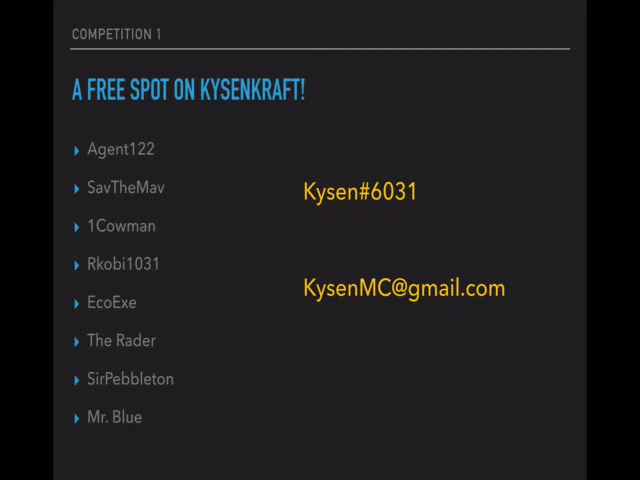 COMPETITION 1
A FREE SPOT ON KYSENKRAFT!
Agent122
SavTheMav
1Cowman
Rkobi1031
EcoExe
The Rader
SirPebbleton
Mr. Blue
Kysen#6031
KysenMC@gmail.com